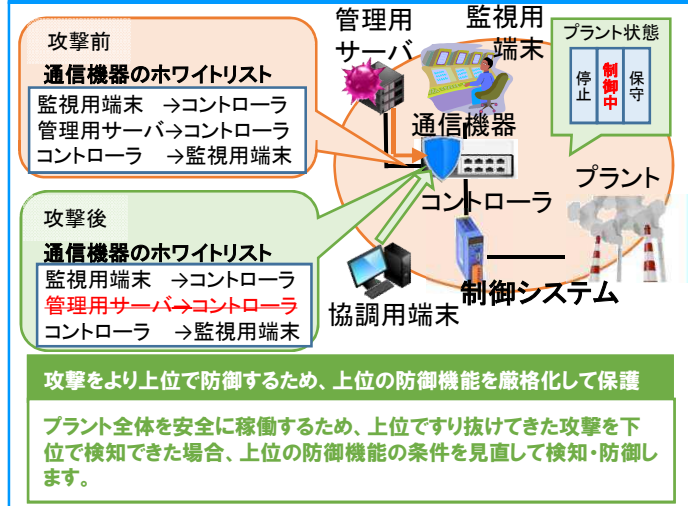 攻撃前
通信機器のホワイトリスト
監視用端末　→コントローラ
管理用サーバ→コントローラ
コントローラ　→監視用端末
攻撃後
通信機器のホワイトリスト
監視用端末　→コントローラ
管理用サーバ→コントローラ
コントローラ　→監視用端末
管理用
サーバ
監視用
端末
プラント状態
停止
制御中
保守
通信機器
コントローラ
プラント
協調用端末
制御システム
攻撃をより上位で防御するため、上位の防御機能を厳格化して保護
プラント全体を安全に稼働するため、上位ですり抜けてきた攻撃を下
位で検知できた場合、上位の防御機能の条件を見直して検知・防御し
ます。